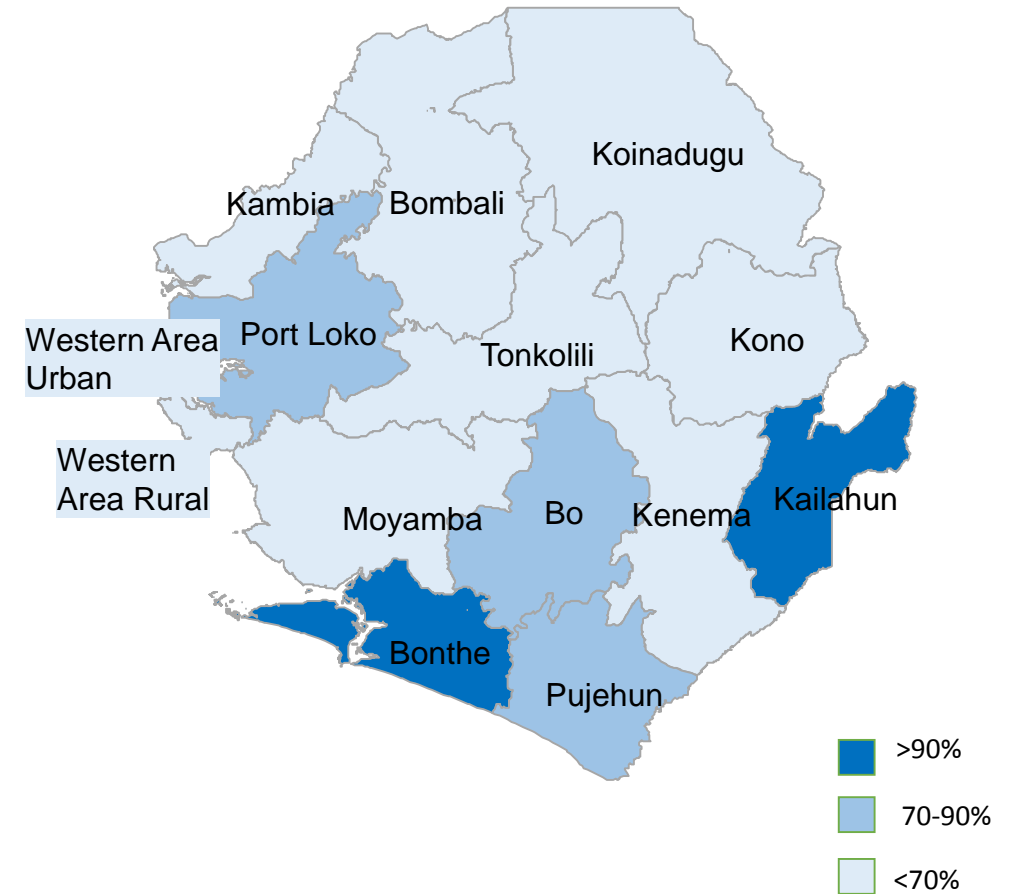 Koinadugu
Kambia
Bombali
Western Area
Urban
Port Loko
Tonkolili
Kono
Western
Area Rural
Moyamba
Bo
Kenema
Kailahun
Bonthe
Pujehun
>90%
70-90%
<70%